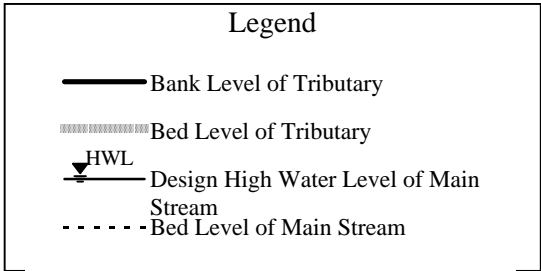 Legend
Bank Level of Tributary
Bed Level of Tributary
HWL
Design High Water Level of Main
Stream
Bed Level of Main Stream